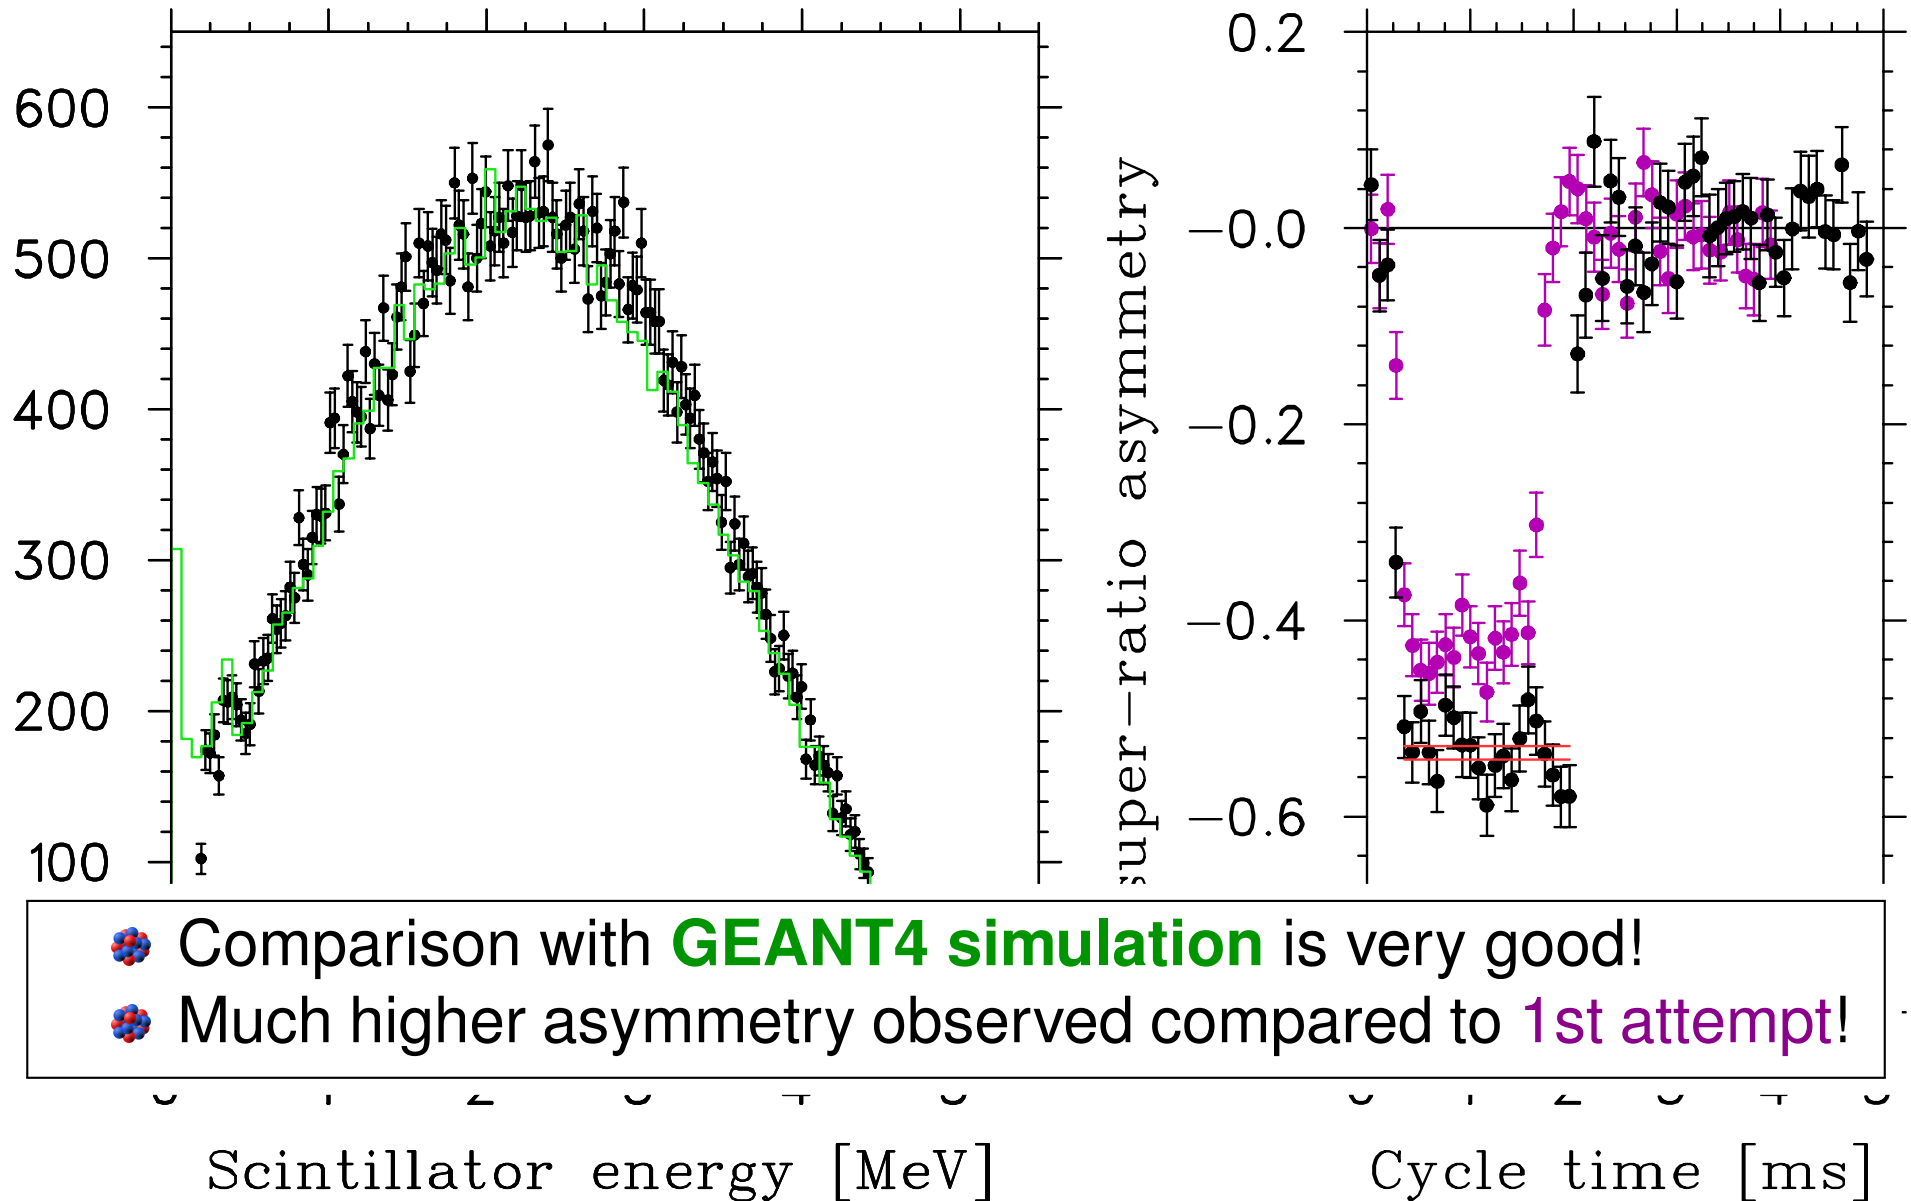 600
500
400
300
200
100
super-ratio asymmetry
0.2
-0.0
-0.2
-0.4
-0.6
Comparison with GEANT4 simulation is very good!
Much higher asymmetry observed compared to 1st attempt!
Scintillator energy [MeV]
Cycle time [ms]